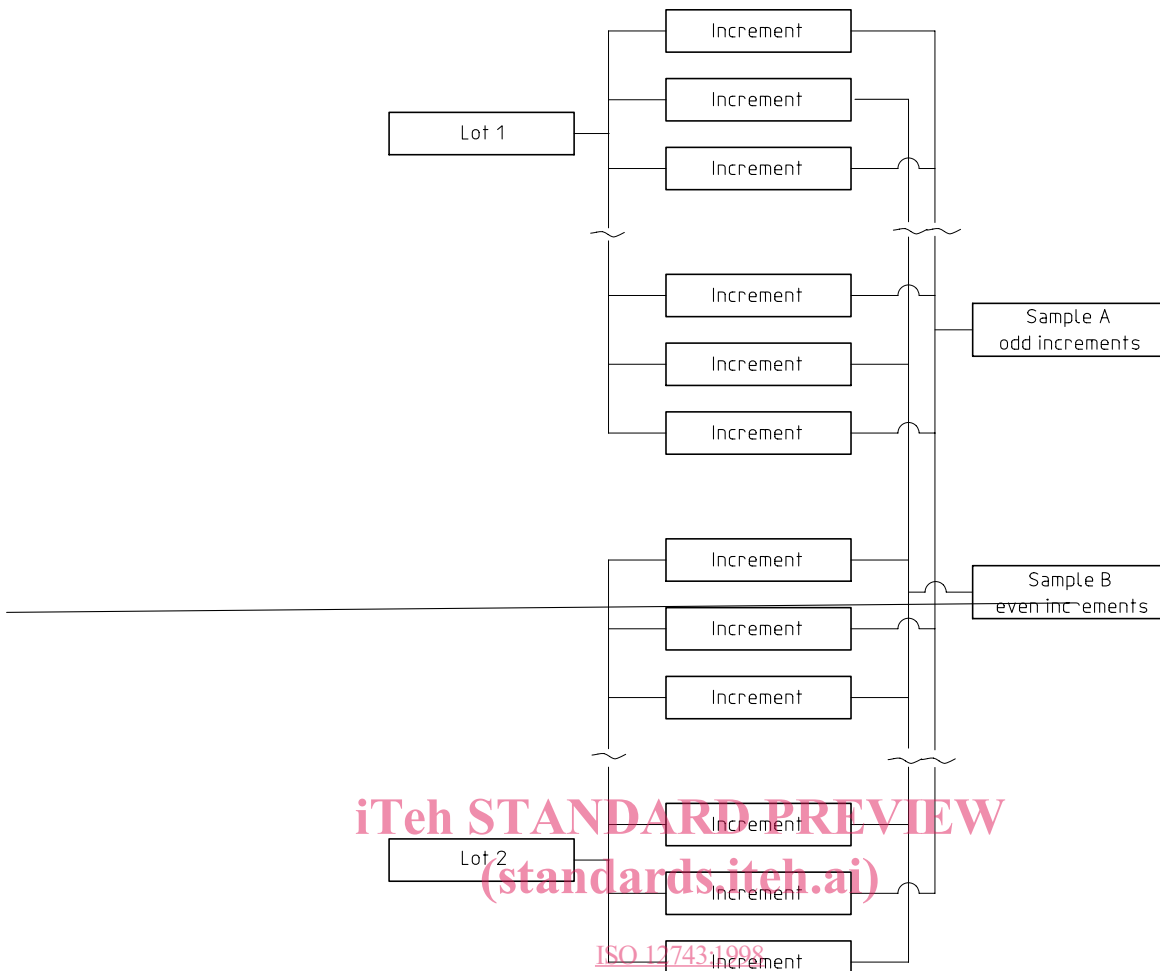 Increment
Increment
Lot 1
Increment
Increment
Sample A
odd increments
Increment
Increment
Increment
Sample B
even increments
Increment
Increment
iTeh STANDARD PREVIEW
Increment
Lot 2
(standards.iteh.ai)
Increment
ISO 12743:1998
Increment